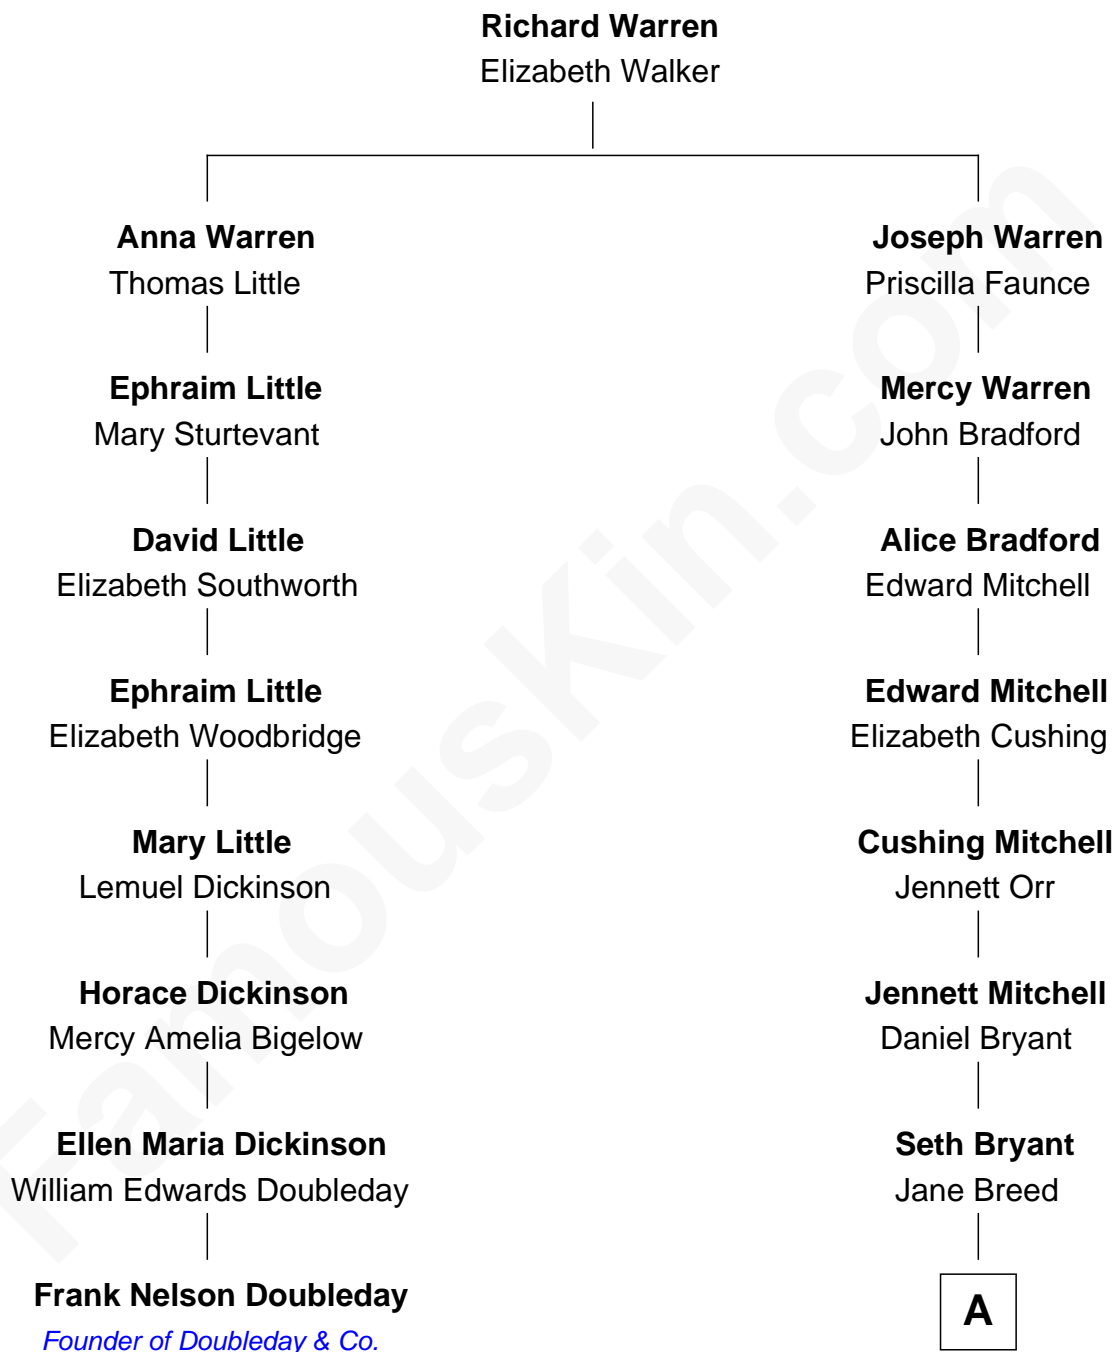 Richard Warren
Elizabeth Walker
Anna Warren
Thomas Little
Ephraim Little
Mary Sturtevant
David Little
Elizabeth Southworth
Ephraim Little
Elizabeth Woodbridge
Mary Little
Lemuel Dickinson
Horace Dickinson
Mercy Amelia Bigelow
Ellen Maria Dickinson
William Edwards Doubleday
Frank Nelson Doubleday
Founder of Doubleday & Co.
Joseph Warren
Priscilla Faunce
Mercy Warren
John Bradford
Alice Bradford
Edward Mitchell
Edward Mitchell
Elizabeth Cushing
Cushing Mitchell
Jennett Orr
Jennett Mitchell
Daniel Bryant
Seth Bryant
Jane Breed
A
FamousKin.com